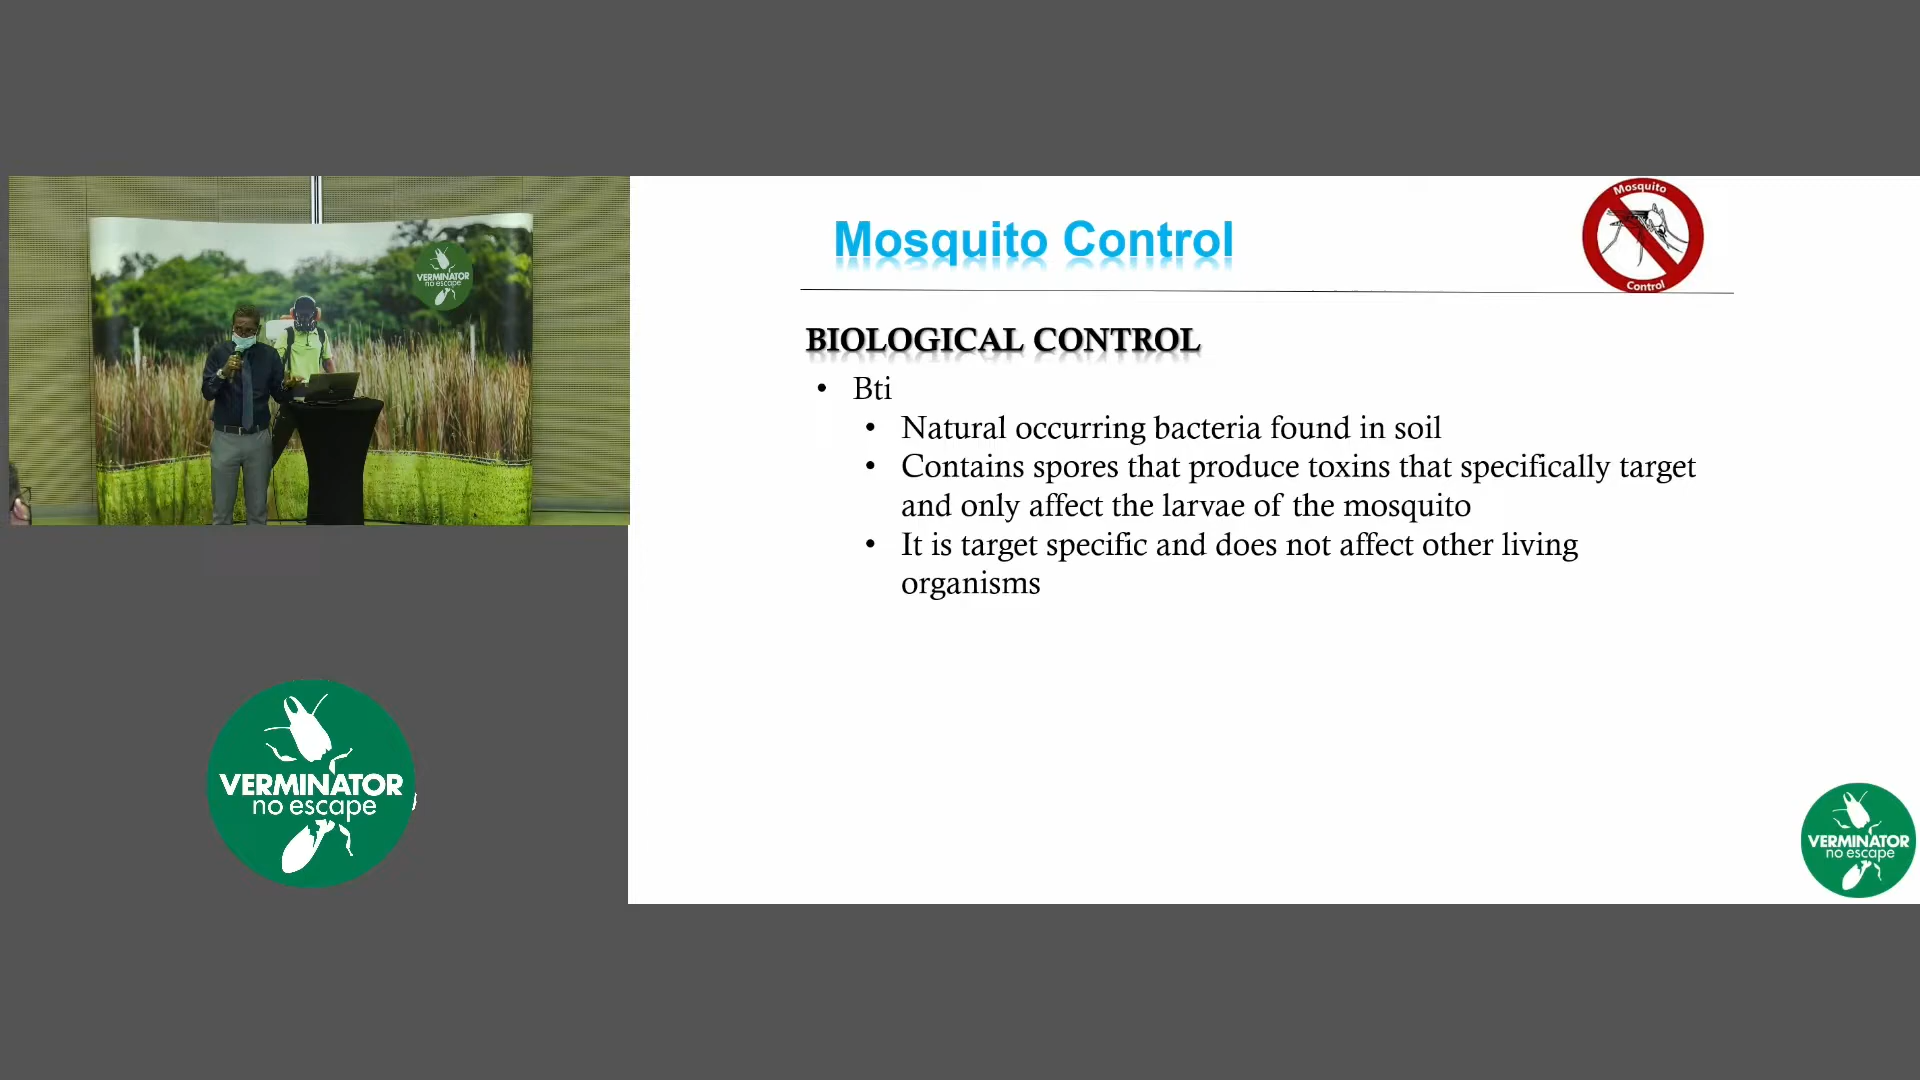 VERMINATOR
no escape
Mosquito Control
Mosquito
Control
BIOLOGICAL CONTROL
• Bti
• Natural occurring bacteria found in soil
• Contains spores that produce toxins that specifically target
and only affect the larvae of the mosquito
• It is target specific and does not affect other living
organisms
VERMINATOR
no escape
VERMINATOR
no escape